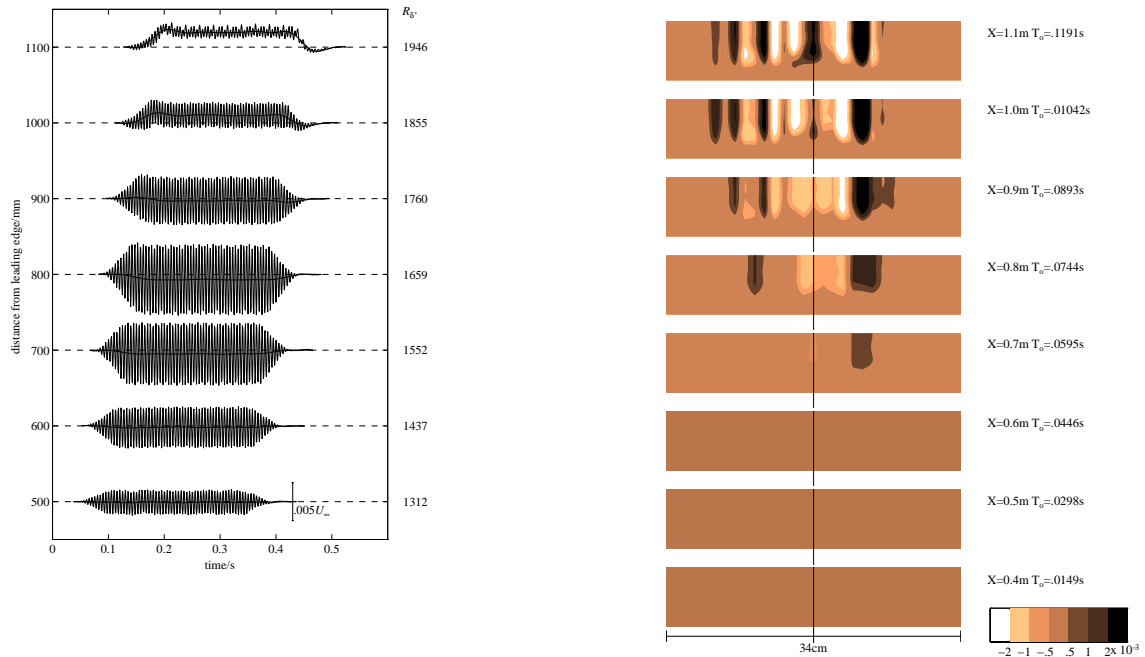 R_δ*
1100
1946
1000
1855
900
1760
800
1659
700
1552
600
1437
500
1312
.005U_∞
distance from leading edge/mm
0
0.1
0.2
0.3
0.4
0.5
time/s
X=1.1m T_o=.1191s
X=1.0m T_o=.01042s
X=0.9m T_o=.0893s
X=0.8m T_o=.0744s
X=0.7m T_o=.0595s
X=0.6m T_o=.0446s
X=0.5m T_o=.0298s
X=0.4m T_o=.0149s
34cm
−2 −1 −.5 .5 1 2x 10⁻³